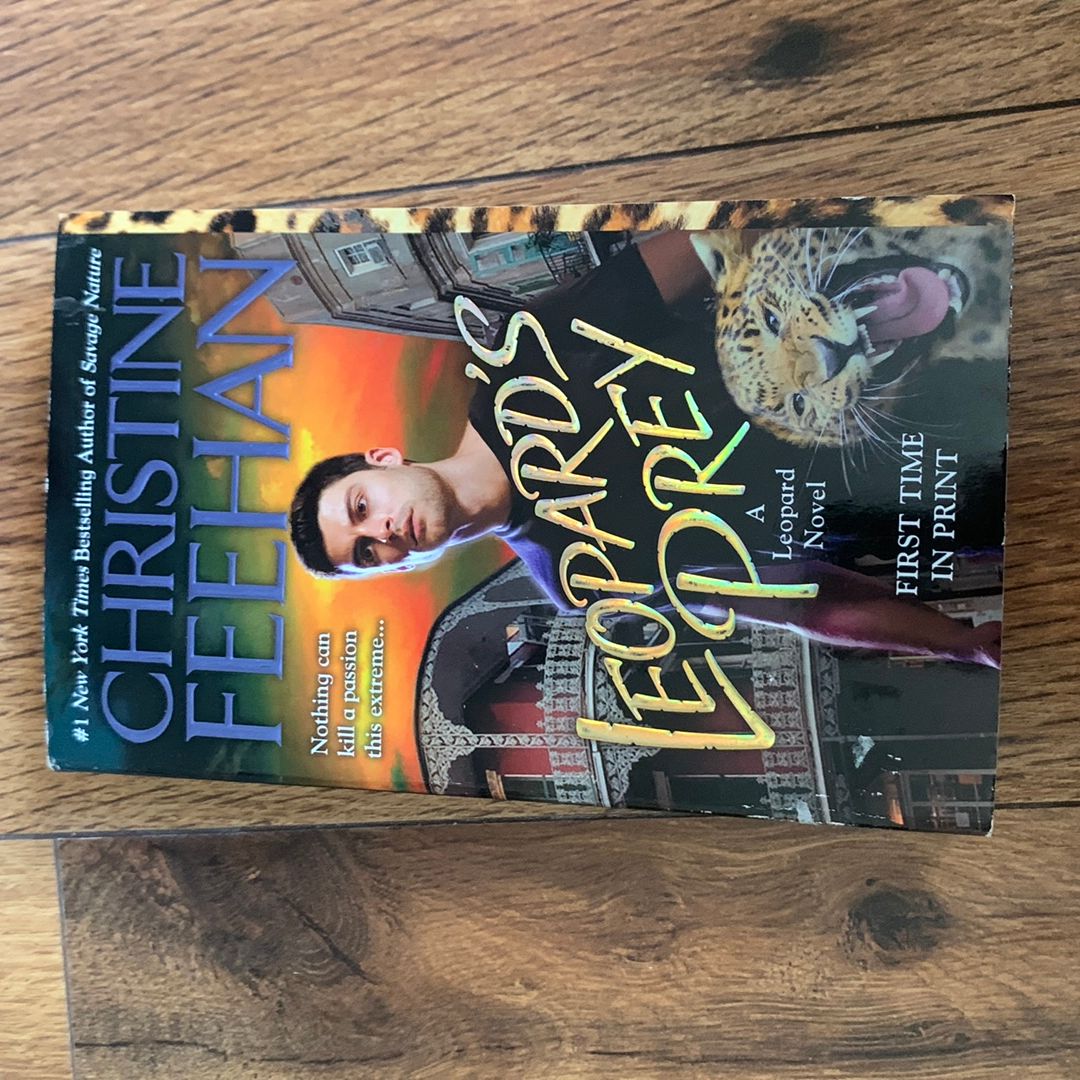 #1 New York Times Bestselling Author of Savage Nature
CHRISTINE
FEEHAN
Nothing can
kill a passion
this extreme...
LEOPARD'S
PREY
A
Leopard
Novel
FIRST TIME
IN PRINT